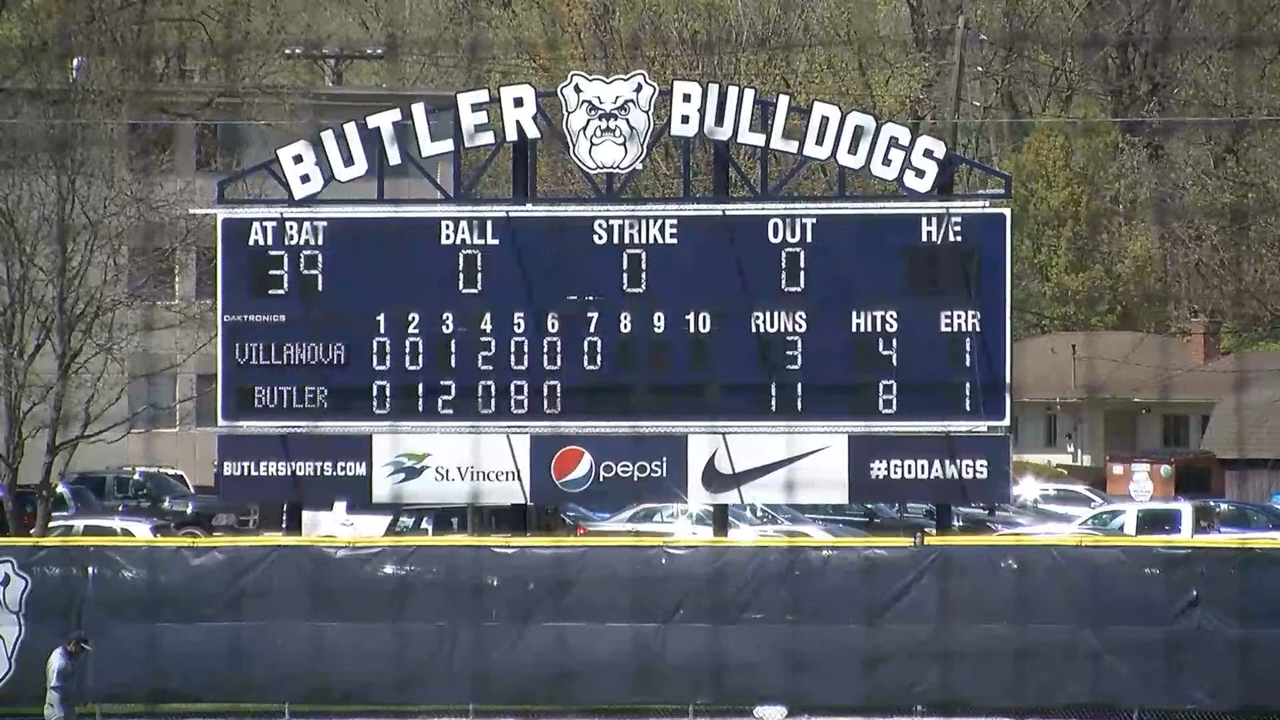 BUTLER BULLDOGS
AT BAT BALL STRIKE OUT H/E
39 0 0 0
DAKTRONICS 1 2 3 4 5 6 7 8 9 10 RUNS HITS ERR
VILLANOVA 0 0 1 2 0 0 0 3 4 1
BUTLER 0 1 2 0 8 0 11 8 1
BUTLERSPORTS.COM St.Vincent pepsi #GODAWGS